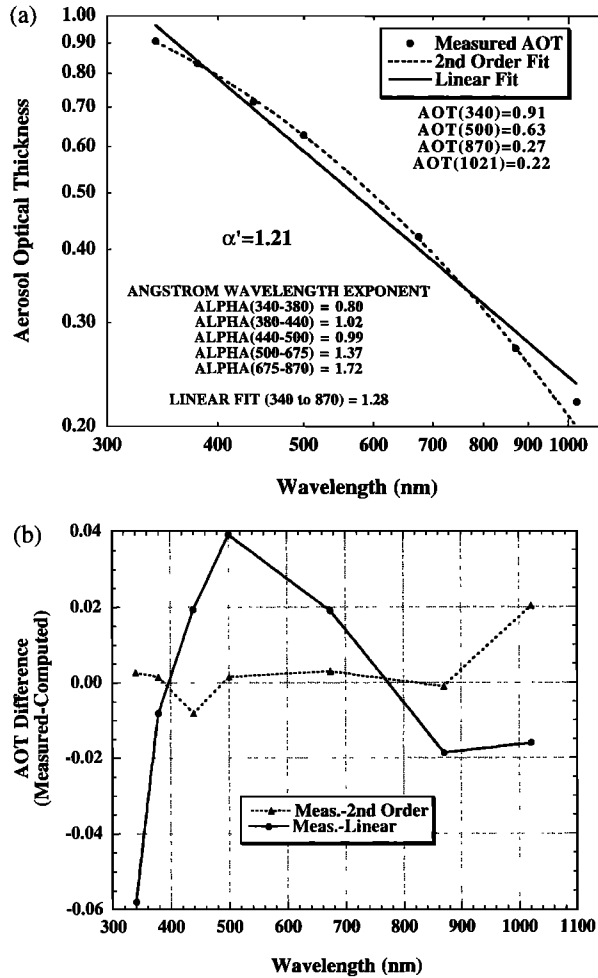 (a)
1.00
0.90
0.80
0.70
0.60
0.50
0.40
0.30
0.20
Aerosol Optical Thickness
Measured AOT
2nd Order Fit
Linear Fit
AOT(340)=0.91
AOT(500)=0.63
AOT(870)=0.27
AOT(1021)=0.22
α'=1.21
ANGSTROM WAVELENGTH EXPONENT
ALPHA(340-380) = 0.80
ALPHA(380-440) = 1.02
ALPHA(440-500) = 0.99
ALPHA(500-675) = 1.37
ALPHA(675-870) = 1.72
LINEAR FIT (340 to 870) = 1.28
300 400 500 600 700 800 900 1000
Wavelength (nm)
(b)
0.04
0.02
0.00
-0.02
-0.04
-0.06
AOT Difference
(Measured-Computed)
Meas.-2nd Order
Meas.-Linear
300 400 500 600 700 800 900 1000 1100
Wavelength (nm)